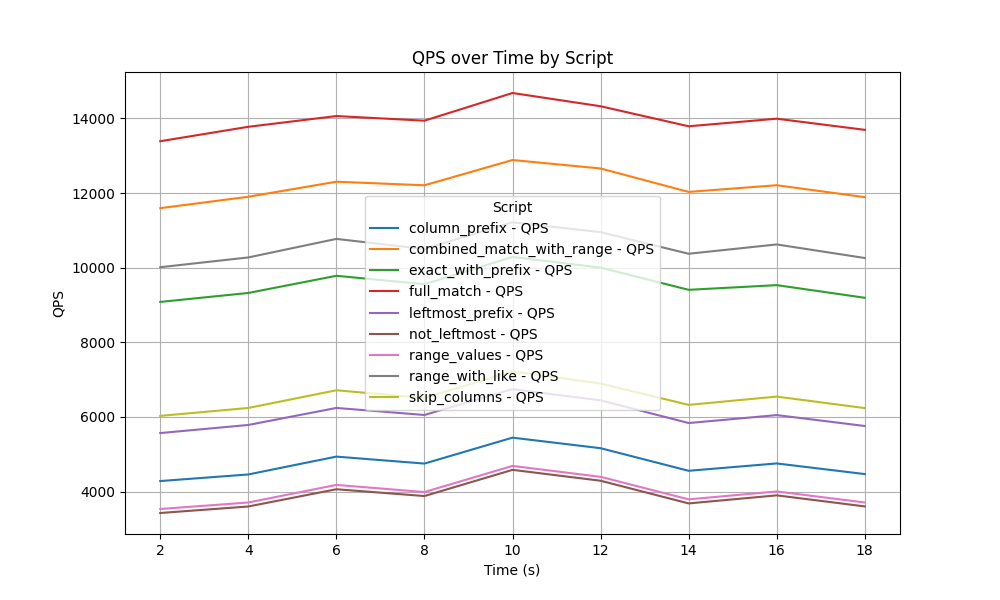 QPS over Time by Script
14000
12000
10000
8000
6000
4000
QPS
Script
column_prefix - QPS
combined_match_with_range - QPS
exact_with_prefix - QPS
full_match - QPS
leftmost_prefix - QPS
not_leftmost - QPS
range_values - QPS
range_with_like - QPS
skip_columns - QPS
2 4 6 8 10 12 14 16 18
Time (s)